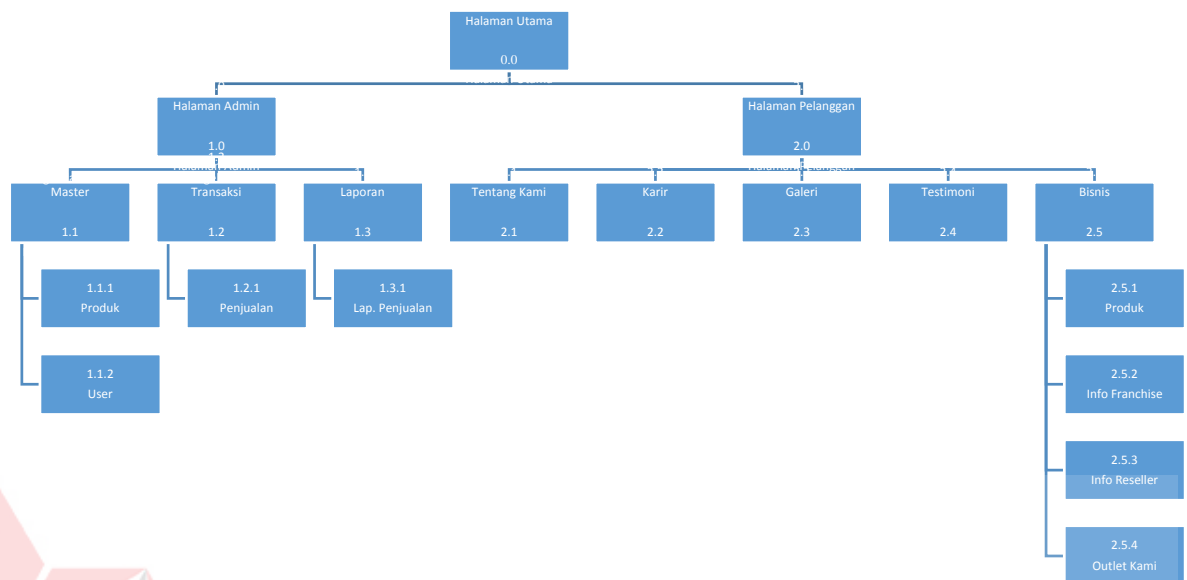 Halaman Utama
0.0
Halaman Admin
1.0
Halaman Pelanggan
2.0
Master
1.1
Transaksi
1.2
Laporan
1.3
Tentang Kami
2.1
Karir
2.2
Galeri
2.3
Testimoni
2.4
Bisnis
2.5
1.1.1
Produk
1.1.2
User
1.2.1
Penjualan
1.3.1
Lap. Penjualan
2.5.1
Produk
2.5.2
Info Franchise
2.5.3
Info Reseller
2.5.4
Outlet Kami